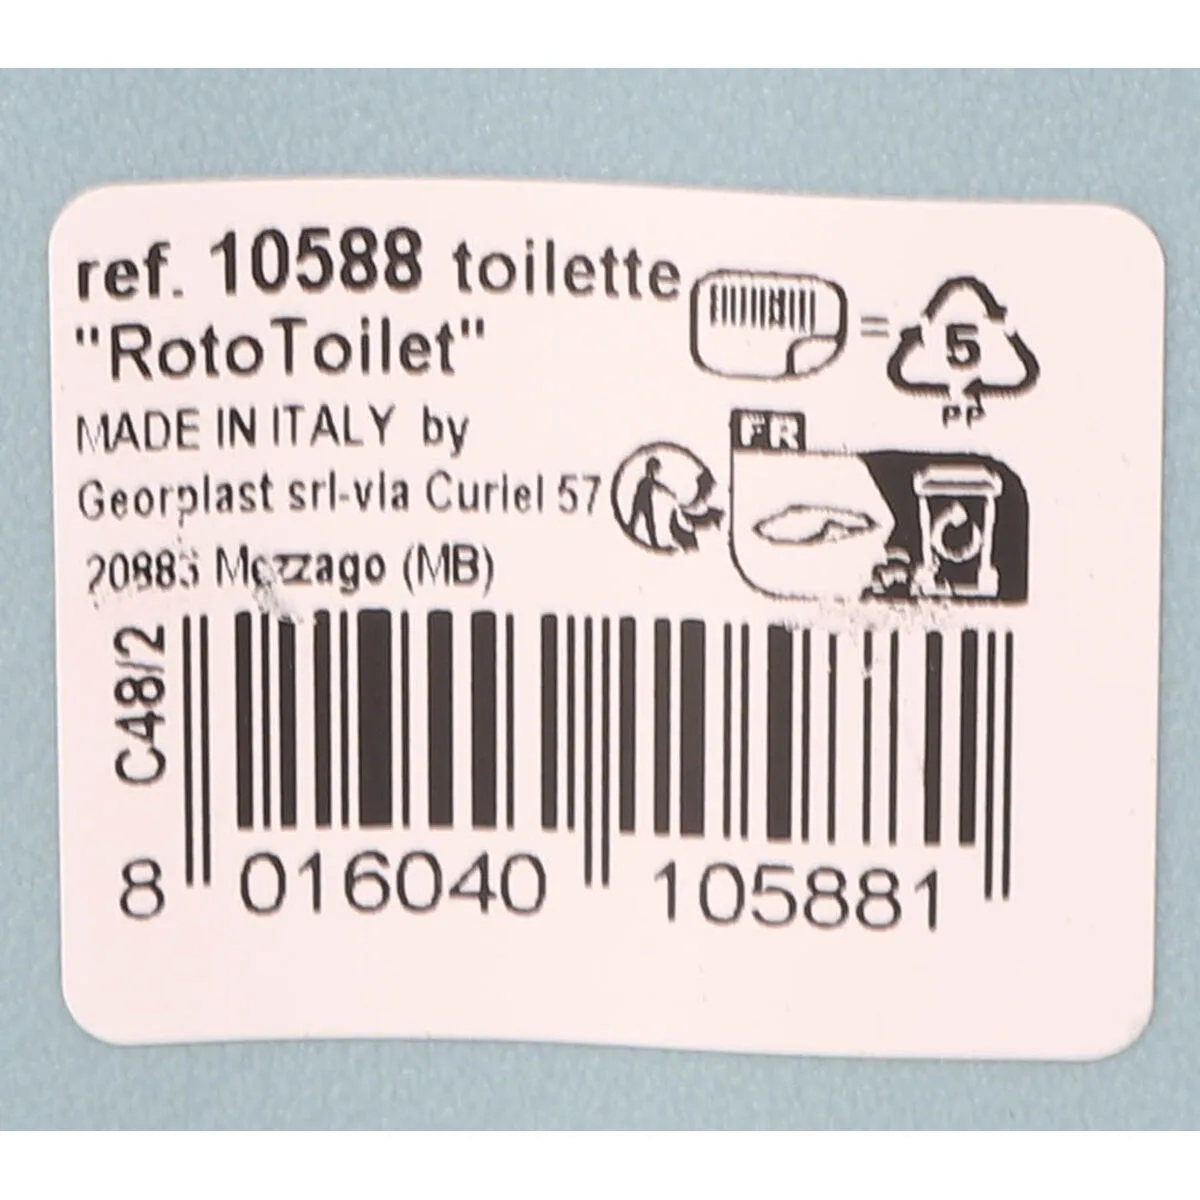 ref. 10588 toilette
"RotoToilet"
MADE IN ITALY by
Georplast srl-via Curiel 57
20883 Mezzago (MB)
=
5
PP
FR
C48/2
8 016040 105881